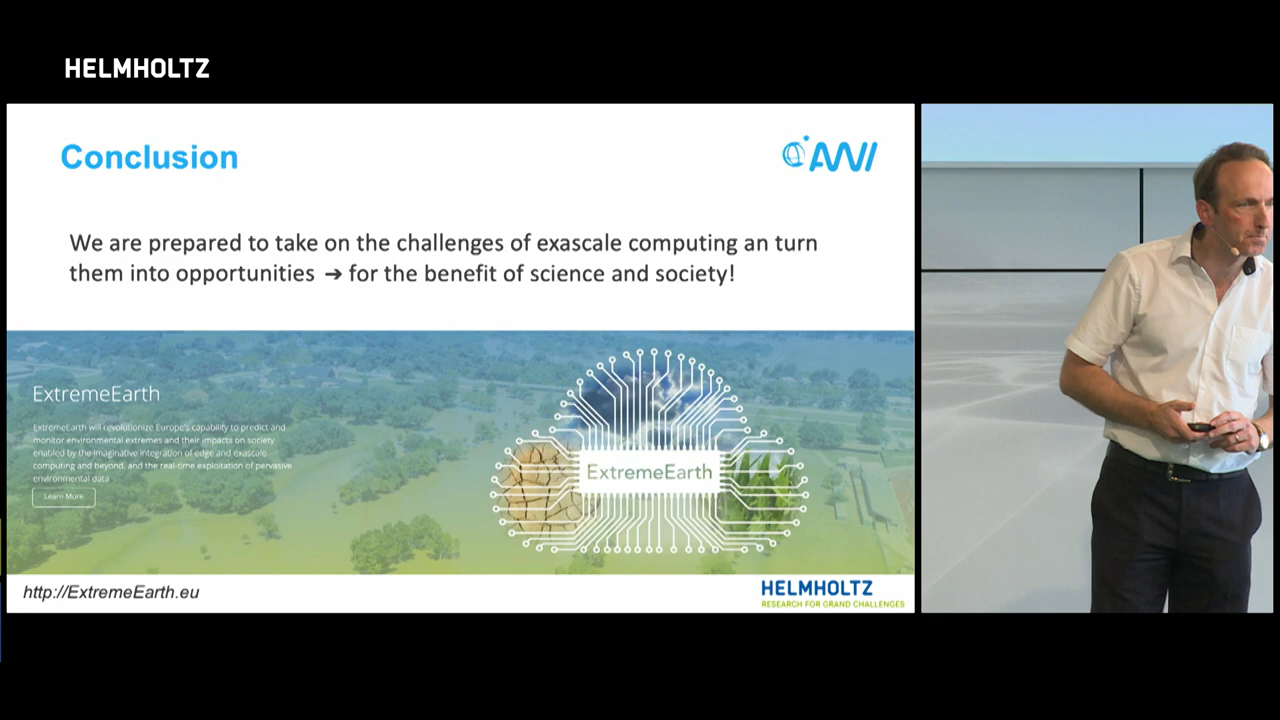 HELMHOLTZ
Conclusion
AWI
We are prepared to take on the challenges of exascale computing an turn
them into opportunities ➔ for the benefit of science and society!
ExtremeEarth
ExtremeEarth will revolutionize Europe's capability to predict and
monitor environmental extremes and their impacts on society
enabled by the imaginative integration of edge and exascale
computing and beyond, and the real-time exploitation of pervasive
environmental data
Learn More
ExtremeEarth
http://ExtremeEarth.eu
HELMHOLTZ
RESEARCH FOR GRAND CHALLENGES